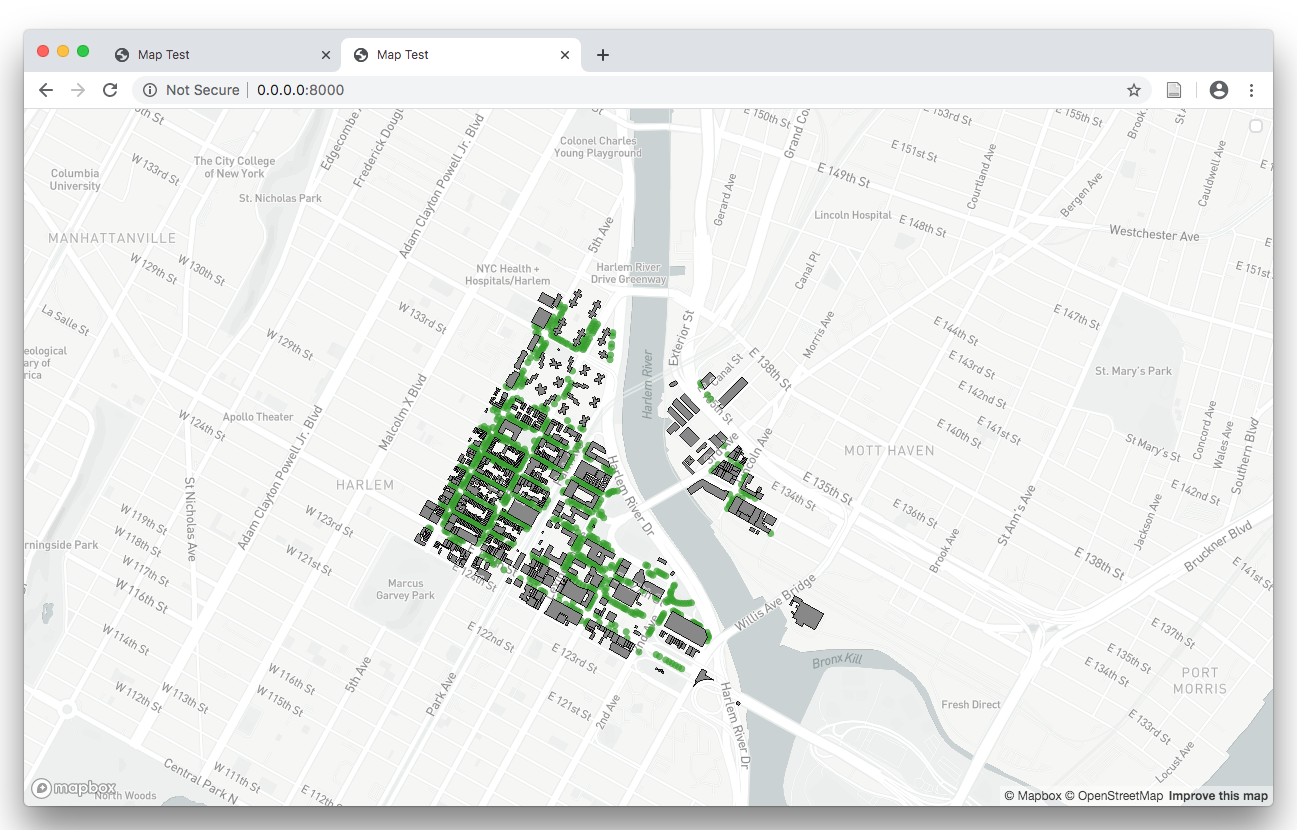 Map Test
Map Test
Not Secure
0.0.0.0:8000
W 133rd St
The City College
of New York
Columbia
University
St. Nicholas Park
Edgecombe
Frederick Doug
Adam Clayton Powell Jr. Blvd
Colonel Charles
Young Playground
E 150th St
Grand Co
E 153rd St
E 155th St
Brook
E 151st St
Courtland Ave
E 149th St
Bergen Ave
Cauldwell Ave
Gerard Ave
Lincoln Hospital
E 148th St
Westchester Ave
MANHATTANVILLE
W 130th St
W 129th St
5th Ave
NYC Health +
Hospitals/Harlem
Harlem River
Drive Greenway
Canal Pl
E 151st
La Salle St
W 133rd St
Exterior St
Morris Ave
E 144th St
E 147th St
W 129th St
Harlem River
Canal St
E 138th St
E 143rd St
St. Mary's Park
eological
ary of
rica
Malcolm X Blvd
E 142nd St
Apollo Theater
W 124th St
Adam Clayton Powell Jr. Blvd
Lincoln Ave
E 141st St
E 140th St
Concord Ave
Wales Ave
Southern Blvd
St Mary's St
MOTT HAVEN
HARLEM
St Nicholas Ave
Harlem River Dr
E 135th St
E 134th St
E 142nd St
W 119th St
W 123rd St
E 136th St
St Ann's Ave
Jackson Ave
rningside Park
W 118th St
W 121st St
Brook Ave
E 138th St
Bruckner Blvd
W 117th St
W 116th St
Marcus
Garvey Park
E 124th St
E 141st St
Willis Ave Bridge
W 114th St
E 122nd St
2nd Ave
E 123rd St
E 137th St
Bronx Kill
E 135th St
E 134th St
W 116th St
5th Ave
PORT
MORRIS
W 112th St
W 113th St
W 115th St
Park Ave
E 121st St
2nd Ave
Harlem River Dr
Fresh Direct
E 133rd St
Locust Ave
Central Park N
W 111th St
E 112th S
North Woods
mapbox
© Mapbox © OpenStreetMap Improve this map